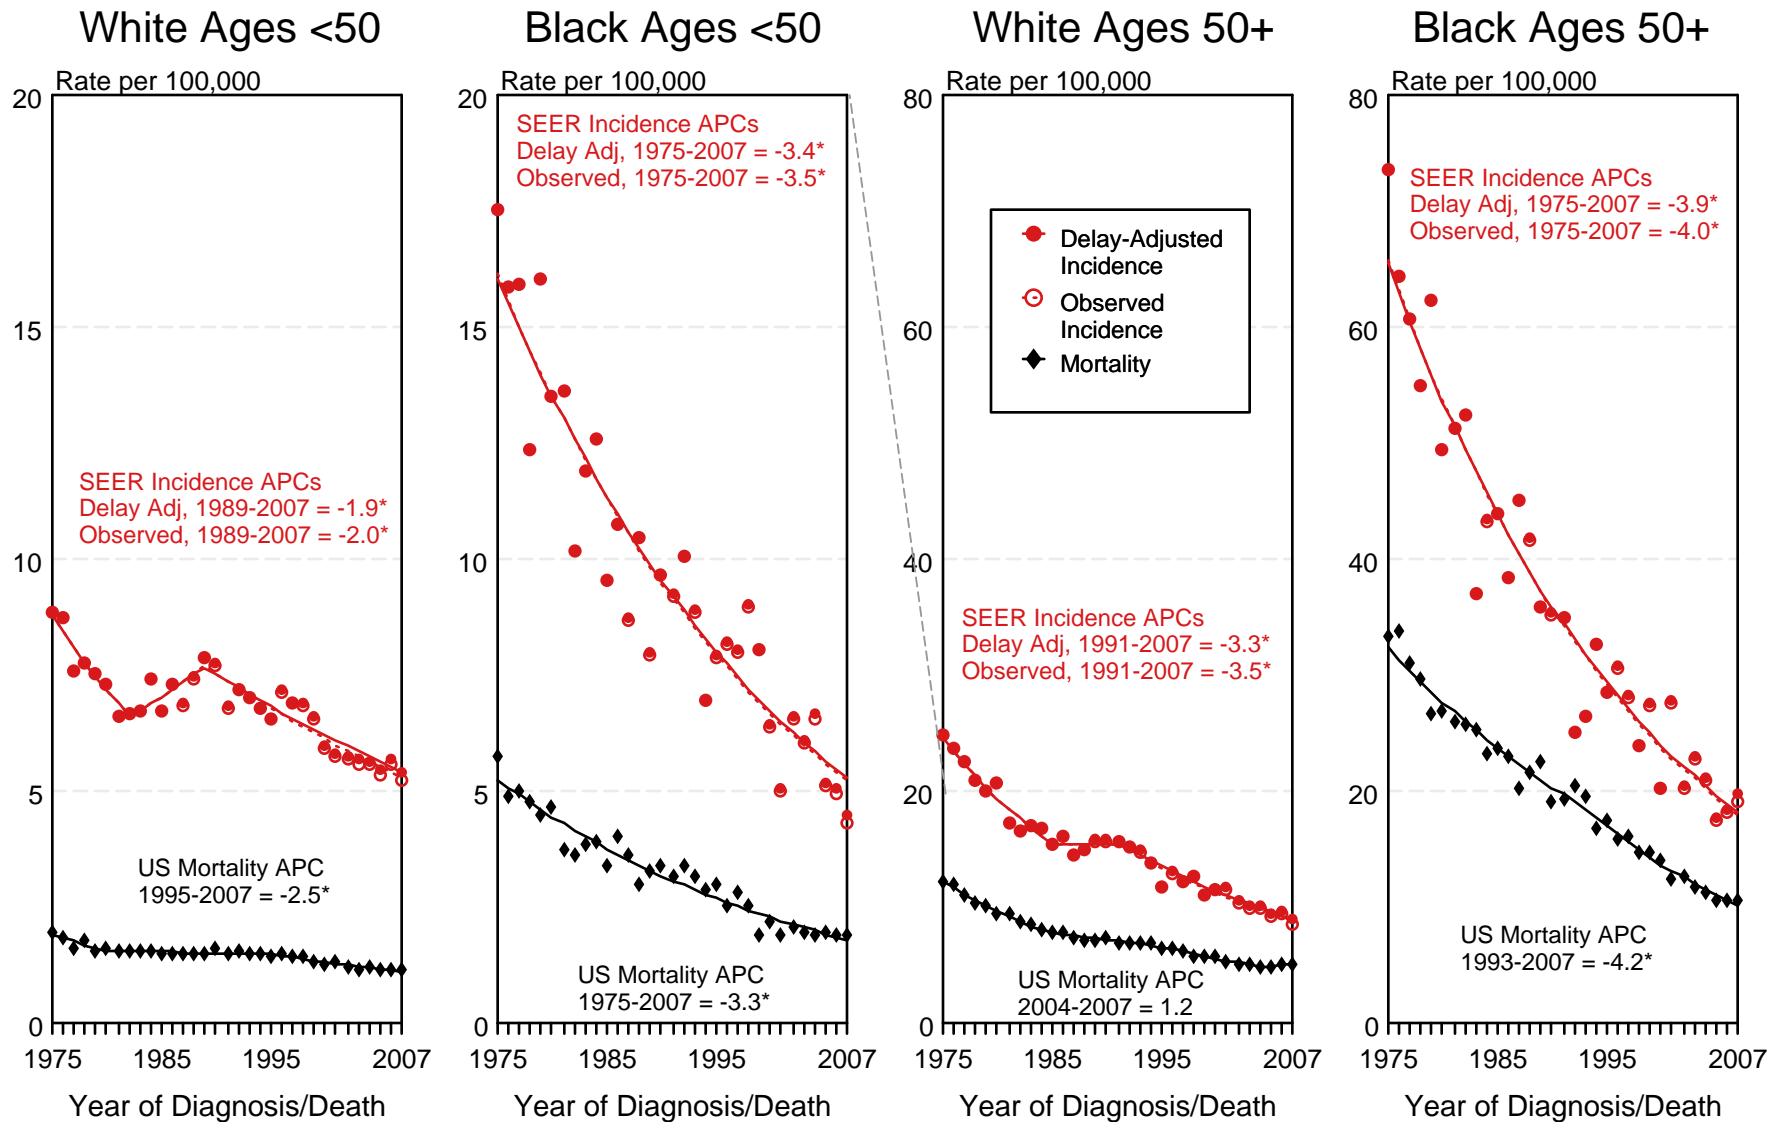 White Ages <50
Rate per 100,000
20
15
10
5
0
SEER Incidence APCs
Delay Adj, 1989-2007 = -1.9*
Observed, 1989-2007 = -2.0*
US Mortality APC
1995-2007 = -2.5*
1975
1985
1995
2007
Year of Diagnosis/Death
Black Ages <50
Rate per 100,000
20
15
10
5
0
SEER Incidence APCs
Delay Adj, 1975-2007 = -3.4*
Observed, 1975-2007 = -3.5*
US Mortality APC
1975-2007 = -3.3*
1975
1985
1995
2007
Year of Diagnosis/Death
White Ages 50+
Rate per 100,000
80
60
40
20
0
Delay-Adjusted
Incidence
Observed
Incidence
Mortality
SEER Incidence APCs
Delay Adj, 1991-2007 = -3.3*
Observed, 1991-2007 = -3.5*
US Mortality APC
2004-2007 = 1.2
1975
1985
1995
2007
Year of Diagnosis/Death
Black Ages 50+
Rate per 100,000
80
60
40
20
0
SEER Incidence APCs
Delay Adj, 1975-2007 = -3.9*
Observed, 1975-2007 = -4.0*
US Mortality APC
1993-2007 = -4.2*
1975
1985
1995
2007
Year of Diagnosis/Death